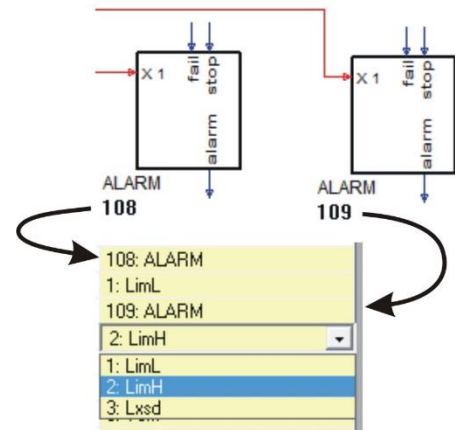 X 1
fail
stop
alarm
ALARM
108
X 1
fail
stop
alarm
ALARM
109
108: ALARM
1: LimL
109: ALARM
2: LimH
1: LimL
2: LimH
3: Lxsd